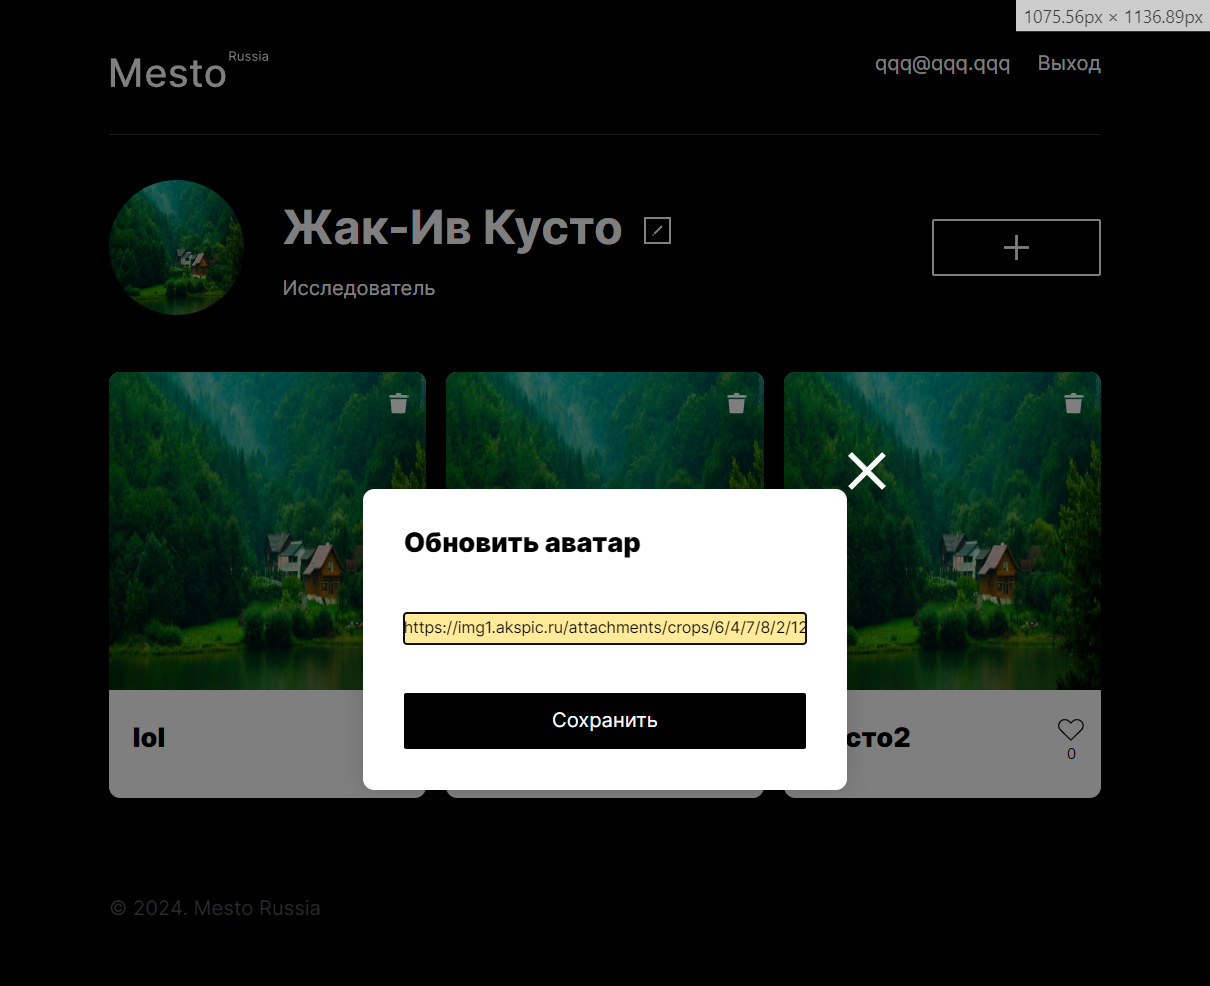 1075.56px × 1136.89px
Mesto Russia
qqq@qqq.qqq Выход
Жак-Ив Кусто
Исследователь
Обновить аватар
https://img1.akspic.ru/attachments/crops/6/4/7/8/2/12
Сохранить
lol
сто2
0
© 2024. Mesto Russia